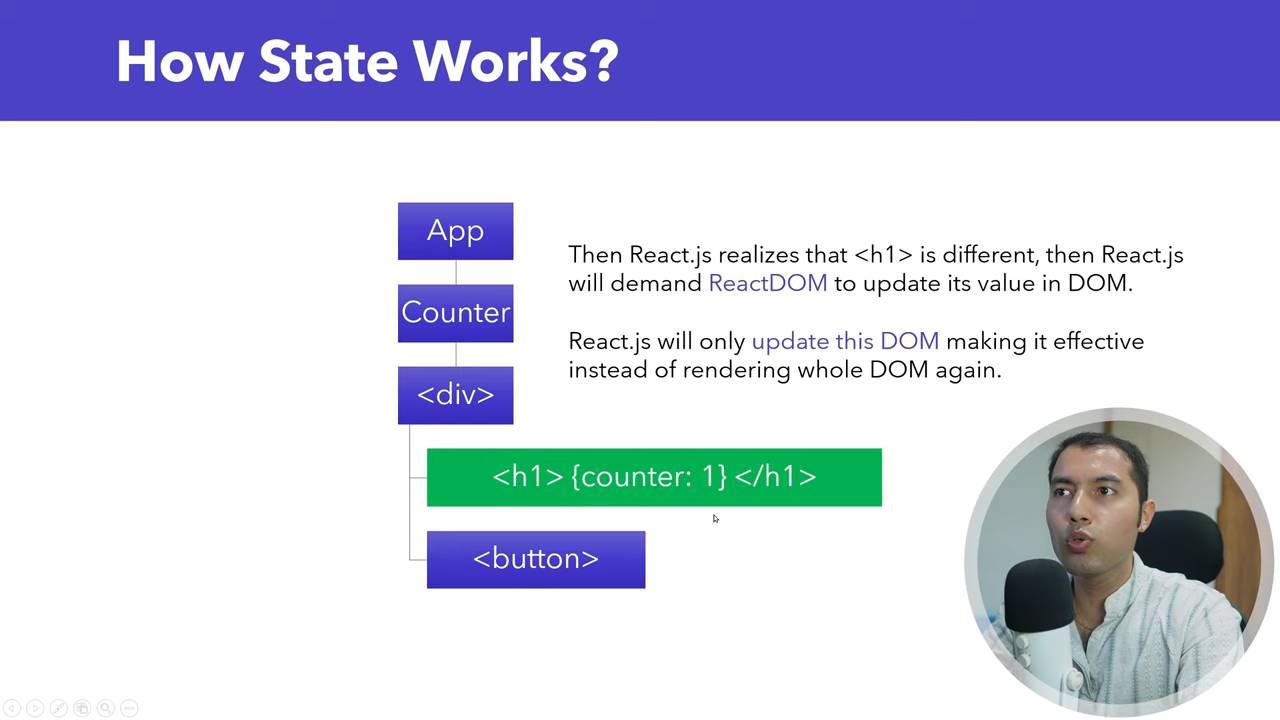 How State Works?
App
Counter
<div>
<h1> {counter: 1} </h1>
<button>
Then React.js realizes that <h1> is different, then React.js
will demand ReactDOM to update its value in DOM.
React.js will only update this DOM making it effective
instead of rendering whole DOM again.